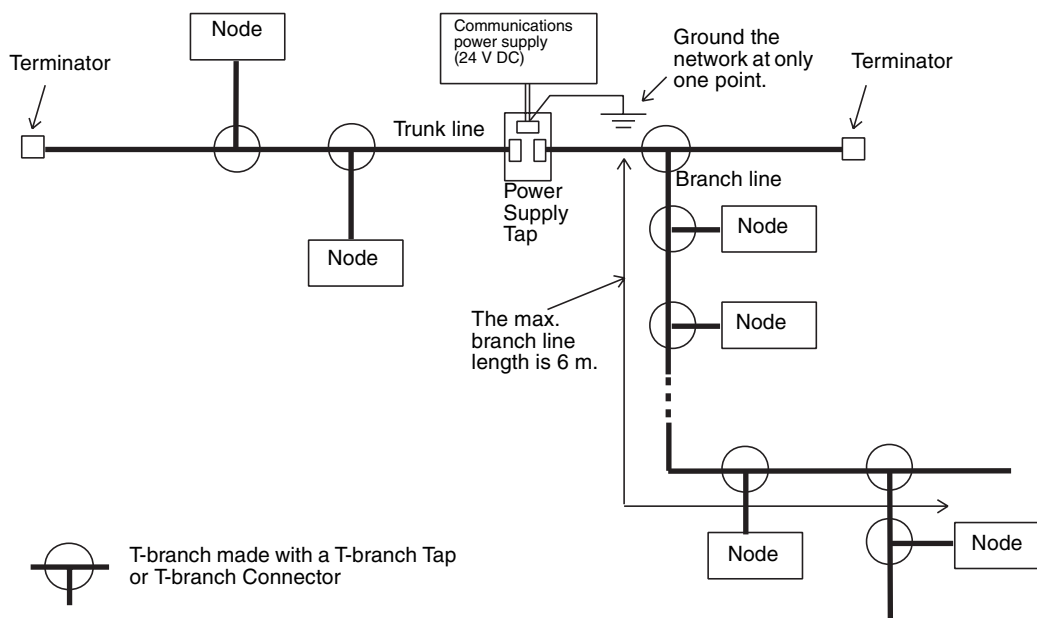 Node
Communications
power supply
(24 V DC)
Ground the
network at only
one point.
Terminator
Terminator
Trunk line
Branch line
Power
Supply
Tap
Node
Node
Node
The max.
branch line
length is 6 m.
Node
Node
T-branch made with a T-branch Tap
or T-branch Connector